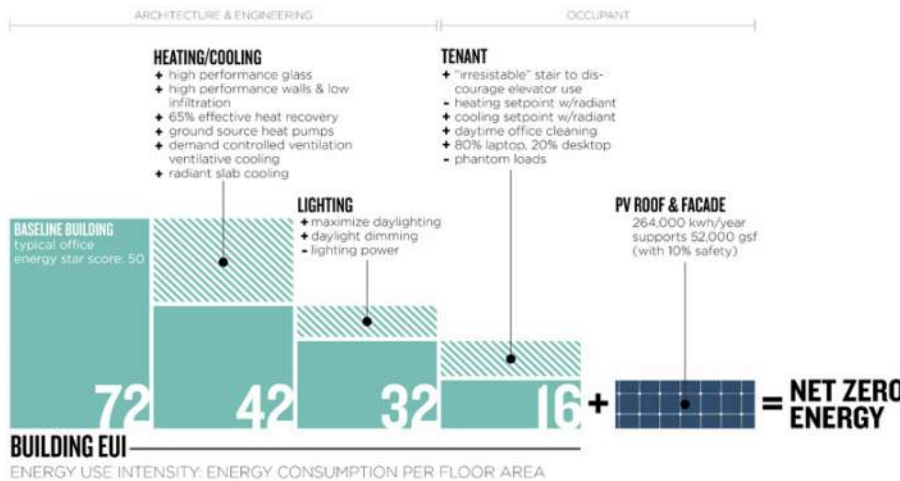 ARCHITECTURE & ENGINEERING
OCCUPANT
HEATING/COOLING
+ high performance glass
+ high performance walls & low
infiltration
+ 65% effective heat recovery
+ ground source heat pumps
+ demand controlled ventilation
ventilative cooling
+ radiant slab cooling
TENANT
+ "irresistable" stair to dis-
courage elevator use
- heating setpoint w/radiant
+ cooling setpoint w/radiant
+ daytime office cleaning
+ 80% laptop, 20% desktop
- phantom loads
LIGHTING
+ maximize daylighting
+ daylight dimming
- lighting power
PV ROOF & FACADE
264,000 kwh/year
supports 52,000 gsf
(with 10% safety)
BASELINE BUILDING
typical office
energy star score: 50
72
42
32
16
+
= NET ZERO
ENERGY
BUILDING EUI
ENERGY USE INTENSITY: ENERGY CONSUMPTION PER FLOOR AREA